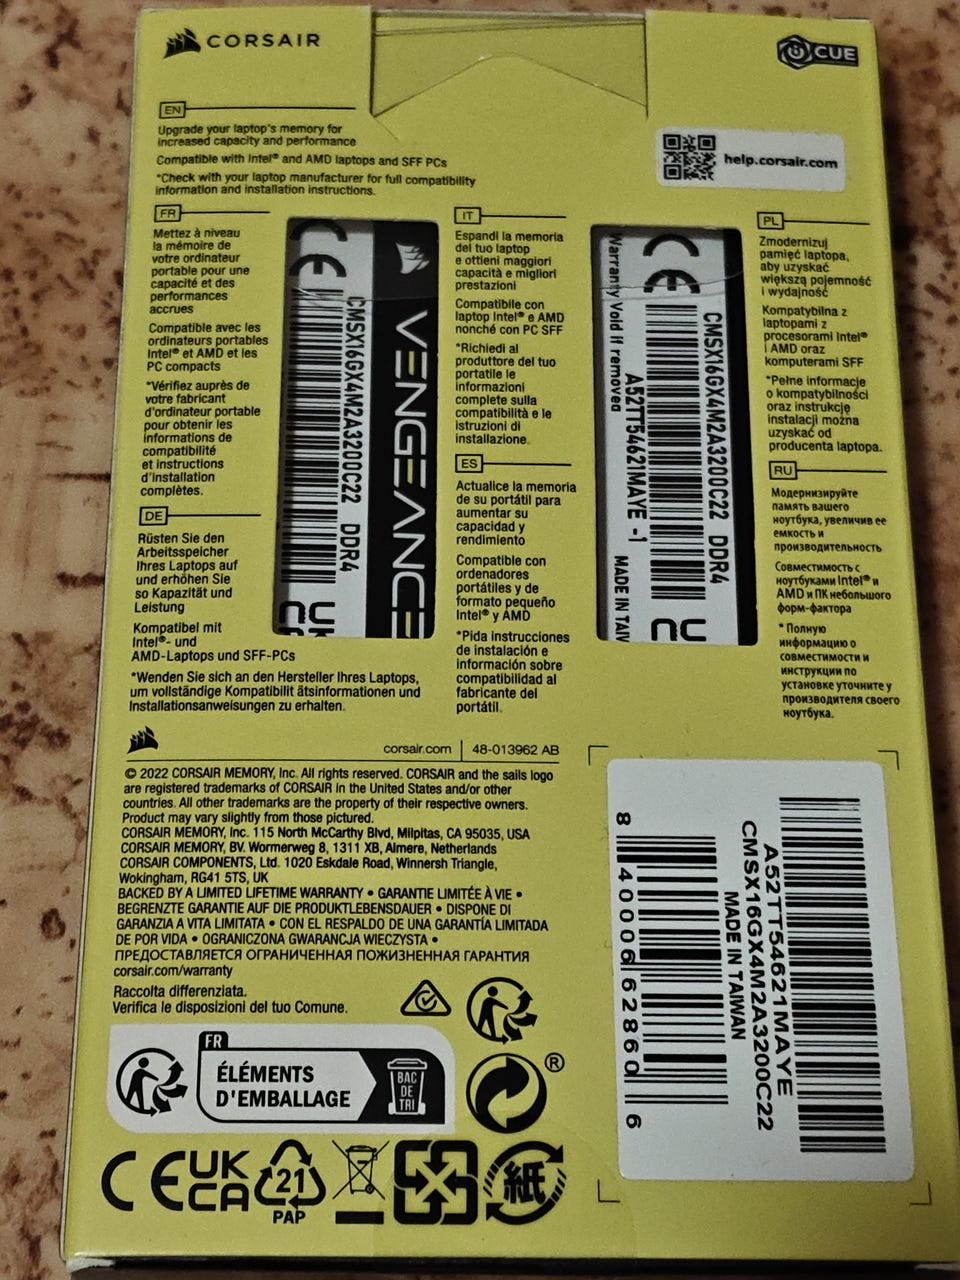 CORSAIR
CUE
EN
Upgrade your laptop's memory for
increased capacity and performance
Compatible with Intel® and AMD laptops and SFF PCs
*Check with your laptop manufacturer for full compatibility
information and installation instructions.
help.corsair.com
FR
Mettez à niveau
la mémoire de
votre ordinateur
portable pour une
capacité et des
performances
accrues
Compatible avec les
ordinateurs portables
Intel® et AMD et les
PC compacts
*Vérifiez auprès de
votre fabricant
d'ordinateur portable
pour obtenir les
informations de
compatibilité
et instructions
d'installation
complètes.
DE
Rüsten Sie den
Arbeitsspeicher
Ihres Laptops auf
und erhöhen Sie
so Kapazität und
Leistung
Kompatibel mit
Intel®- und
AMD-Laptops und SFF-PCs
*Wenden Sie sich an den Hersteller Ihres Laptops,
um vollständige Kompatibilit ätsinformationen und
Installationsanweisungen zu erhalten.
CE
CMSX16GX4M2A3200C22 DDR4
VENGEANCE
IT
Espandi la memoria
del tuo laptop
e ottieni maggiori
capacità e migliori
prestazioni
Compatibile con
laptop Intel® e AMD
nonché con PC SFF
*Richiedi al
produttore del tuo
portatile le
informazioni
complete sulla
compatibilità e le
istruzioni di
installazione.
ES
Actualice la memoria
de su portátil para
aumentar su
capacidad y
rendimiento
Compatible con
ordenadores
portátiles y de
formato pequeño
Intel® y AMD
*Pida instrucciones
de instalación e
información sobre
compatibilidad al
fabricante del
portátil.
CE
Warranty Void if removed
CMSX16GX4M2A3200C22 DDR4
A52TT54621MAYE -1
MADE IN TAIW
PL
Zmodernizuj
pamięć laptopa,
aby uzyskać
większą pojemność
i wydajność
Kompatybilna z
laptopami z
procesorami Intel®
i AMD oraz
komputerami SFF
*Pełne informacje
o kompatybilności
oraz instrukcję
instalacji można
uzyskać od
producenta laptopa.
RU
Модернизируйте
память вашего
ноутбука, увеличив ее
емкость и
производительность
Совместимость с
ноутбуками Intel® и
AMD и ПК небольшого
форм-фактора
* Полную
информацию о
совместимости и
инструкции по
установке уточните у
производителя своего
ноутбука.
corsair.com | 48-013962 AB
© 2022 CORSAIR MEMORY, Inc. All rights reserved. CORSAIR and the sails logo
are registered trademarks of CORSAIR in the United States and/or other
countries. All other trademarks are the property of their respective owners.
Product may vary slightly from those pictured.
CORSAIR MEMORY, Inc. 115 North McCarthy Blvd, Milpitas, CA 95035, USA
CORSAIR MEMORY, BV. Wormerweg 8, 1311 XB, Almere, Netherlands
CORSAIR COMPONENTS, Ltd. 1020 Eskdale Road, Winnersh Triangle,
Wokingham, RG41 5TS, UK
BACKED BY A LIMITED LIFETIME WARRANTY • GARANTIE LIMITÉE À VIE •
BEGRENZTE GARANTIE AUF DIE PRODUKTLEBENSDAUER • DISPONE DI
GARANZIA A VITA LIMITATA • CON EL RESPALDO DE UNA GARANTÍA LIMITADA
DE POR VIDA • OGRANICZONA GWARANCJA WIECZYSTA •
ПРЕДОСТАВЛЯЕТСЯ ОГРАНИЧЕННАЯ ПОЖИЗНЕННАЯ ГАРАНТИЯ
corsair.com/warranty
Raccolta differenziata.
Verifica le disposizioni del tuo Comune.
FR
ÉLÉMENTS
D'EMBALLAGE
BAC
DE
TRI
®
CE
UK
CA
21
PAP
紙
A52TT54621MAYE
CMSX16GX4M2A3200C22
MADE IN TAIWAN
8 40006 62860 6